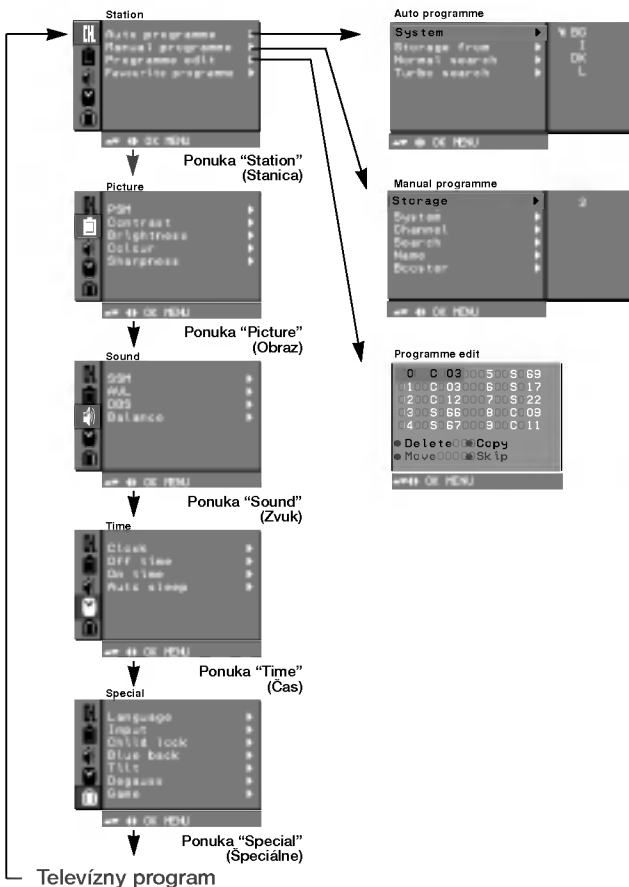 Station
CH.
Auto programme
Manual programme
Programme edit
Favourite programme
OK MENU
Ponuka “Station”
(Stanica)
Picture
PSM
Contrast
Brightness
Colour
Sharpness
OK MENU
Ponuka “Picture”
(Obraz)
Sound
SSM
AVL
DBS
Balance
OK MENU
Ponuka “Sound”
(Zvuk)
Time
Clock
Off time
On time
Auto sleep
OK MENU
Ponuka “Time”
(Čas)
Special
Language
Input
Child lock
Blue back
Tilt
Degauss
Game
OK MENU
Ponuka “Special”
(Špeciálne)
Televízny program
Auto programme
System BG
Storage from I
Normal search DK
Turbo search L
OK MENU
Manual programme
Storage 2
System
Channel
Search
Name
Booster
OK MENU
Programme edit
0 C 03 5 S 69
1 C 03 6 S 17
2 C 12 7 S 22
3 S 66 8 C 09
4 S 67 9 C 11
Delete Copy
Move Skip
OK MENU